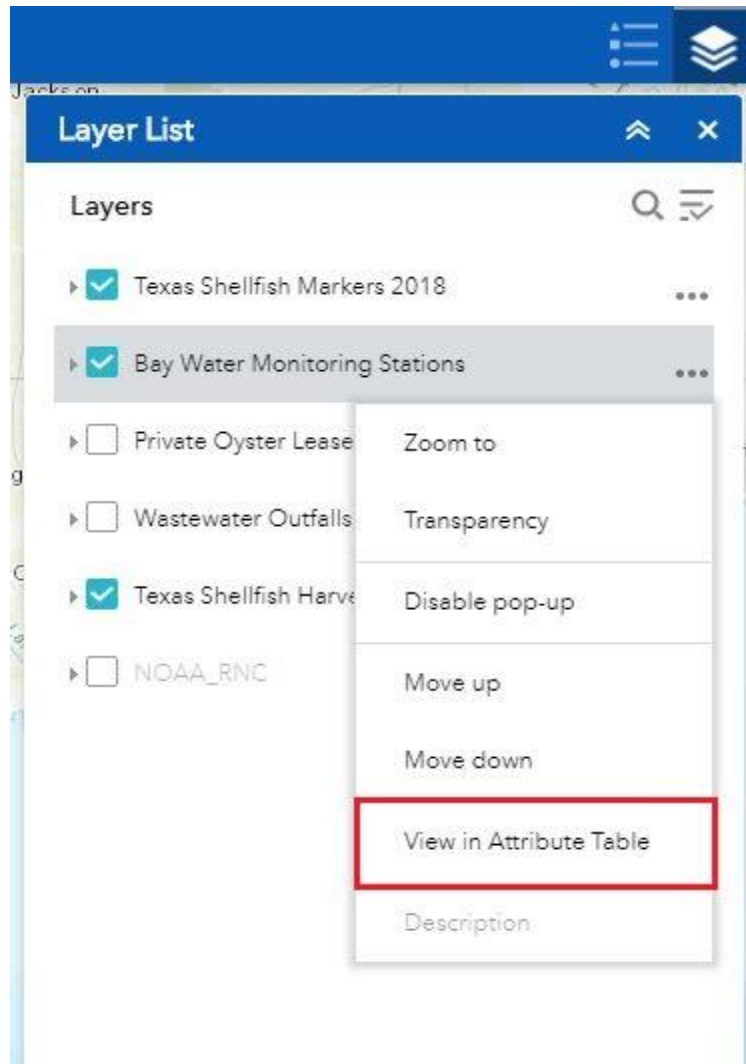 Jackson
Layer List
Layers
Texas Shellfish Markers 2018
Bay Water Monitoring Stations
Private Oyster Lease
Zoom to
Wastewater Outfalls
Transparency
Texas Shellfish Harve
Disable pop-up
NOAA_RNC
Move up
Move down
View in Attribute Table
Description